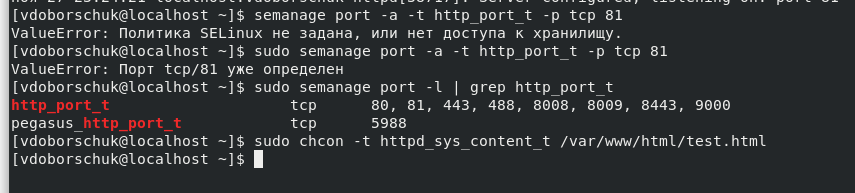 [vdoborschuk@localhost ~]$ semanage port -a -t http_port_t -p tcp 81
ValueError: Политика SELinux не задана, или нет доступа к хранилищу.
[vdoborschuk@localhost ~]$ sudo semanage port -a -t http_port_t -p tcp 81
ValueError: Порт tcp/81 уже определен
[vdoborschuk@localhost ~]$ sudo semanage port -l | grep http_port_t
http_port_t tcp 80, 81, 443, 488, 8008, 8009, 8443, 9000
pegasus_http_port_t tcp 5988
[vdoborschuk@localhost ~]$ sudo chcon -t httpd_sys_content_t /var/www/html/test.html
[vdoborschuk@localhost ~]$